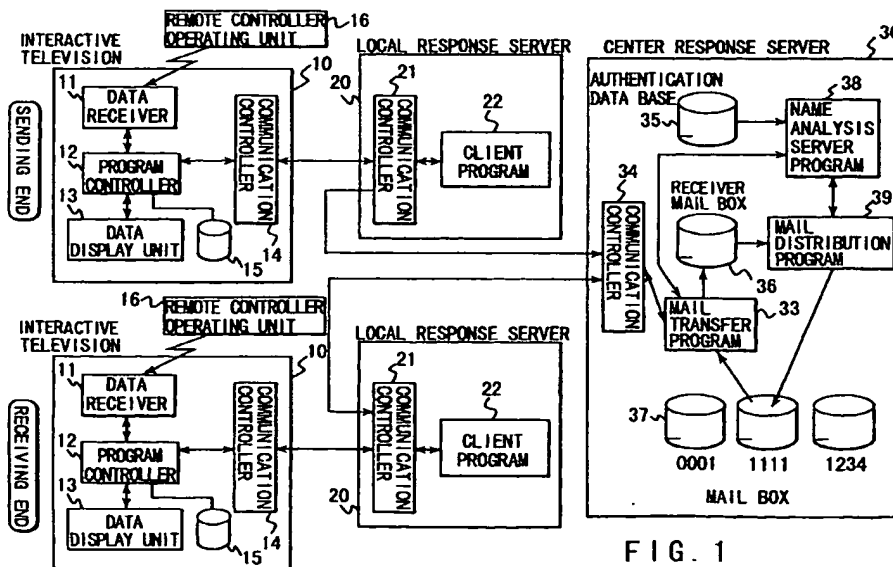 REMOTE CONTROLLER
OPERATING UNIT
16
INTERACTIVE
TELEVISION
10
11
DATA
RECEIVER
12
PROGRAM
CONTROLLER
13
DATA
DISPLAY UNIT
15
COMMUNICATION
CONTROLLER
14
SENDING END
LOCAL RESPONSE SERVER
20
21
COMMUNICATION
CONTROLLER
22
CLIENT
PROGRAM
CENTER RESPONSE SERVER
30
AUTHENTICATION
DATA BASE
35
38
NAME
ANALYSIS
SERVER
PROGRAM
34
COMMUNICATION
CONTROLLER
RECEIVER
MAIL BOX
36
39
MAIL
DISTRIBUTION
PROGRAM
MAIL
TRANSFER
PROGRAM
33
37
0001
1111
1234
MAIL BOX
16
REMOTE CONTROLLER
OPERATING UNIT
INTERACTIVE
TELEVISION
10
11
DATA
RECEIVER
12
PROGRAM
CONTROLLER
13
DATA
DISPLAY UNIT
15
COMMUNICATION
CONTROLLER
14
RECEIVING END
LOCAL RESPONSE SERVER
21
COMMUNICATION
CONTROLLER
22
CLIENT
PROGRAM
20
FIG. 1